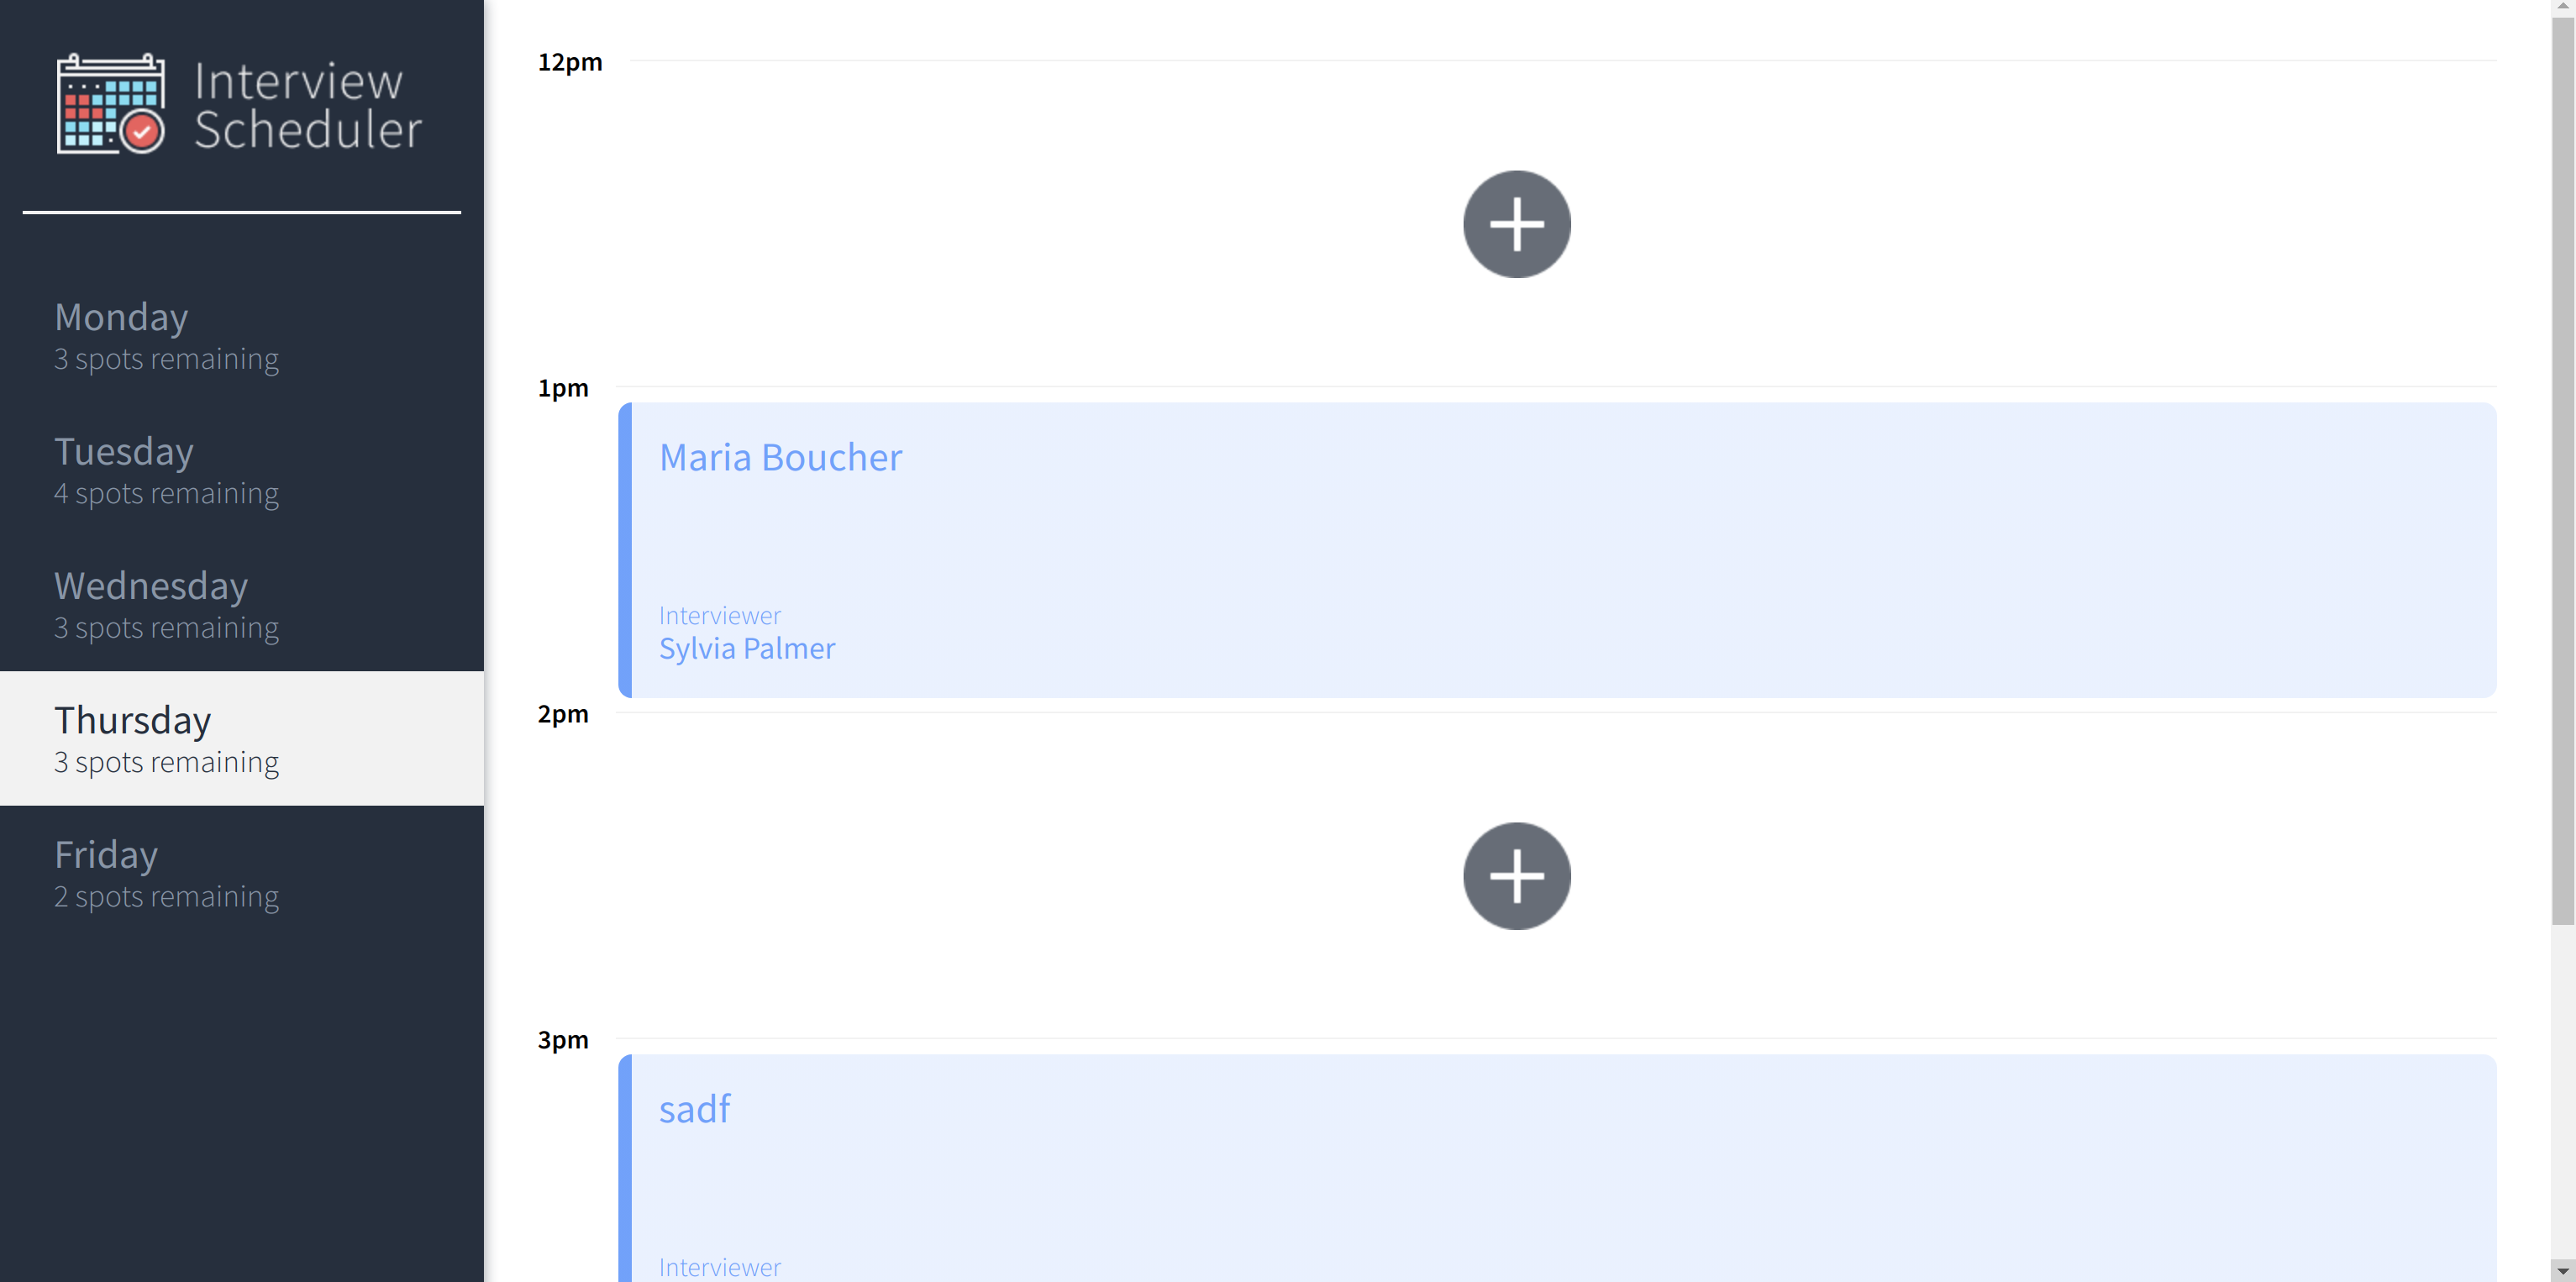 Interview
Scheduler
Monday
3 spots remaining
Tuesday
4 spots remaining
Wednesday
3 spots remaining
Thursday
3 spots remaining
Friday
2 spots remaining
12pm
1pm
Maria Boucher
Interviewer
Sylvia Palmer
2pm
3pm
sadf
Interviewer